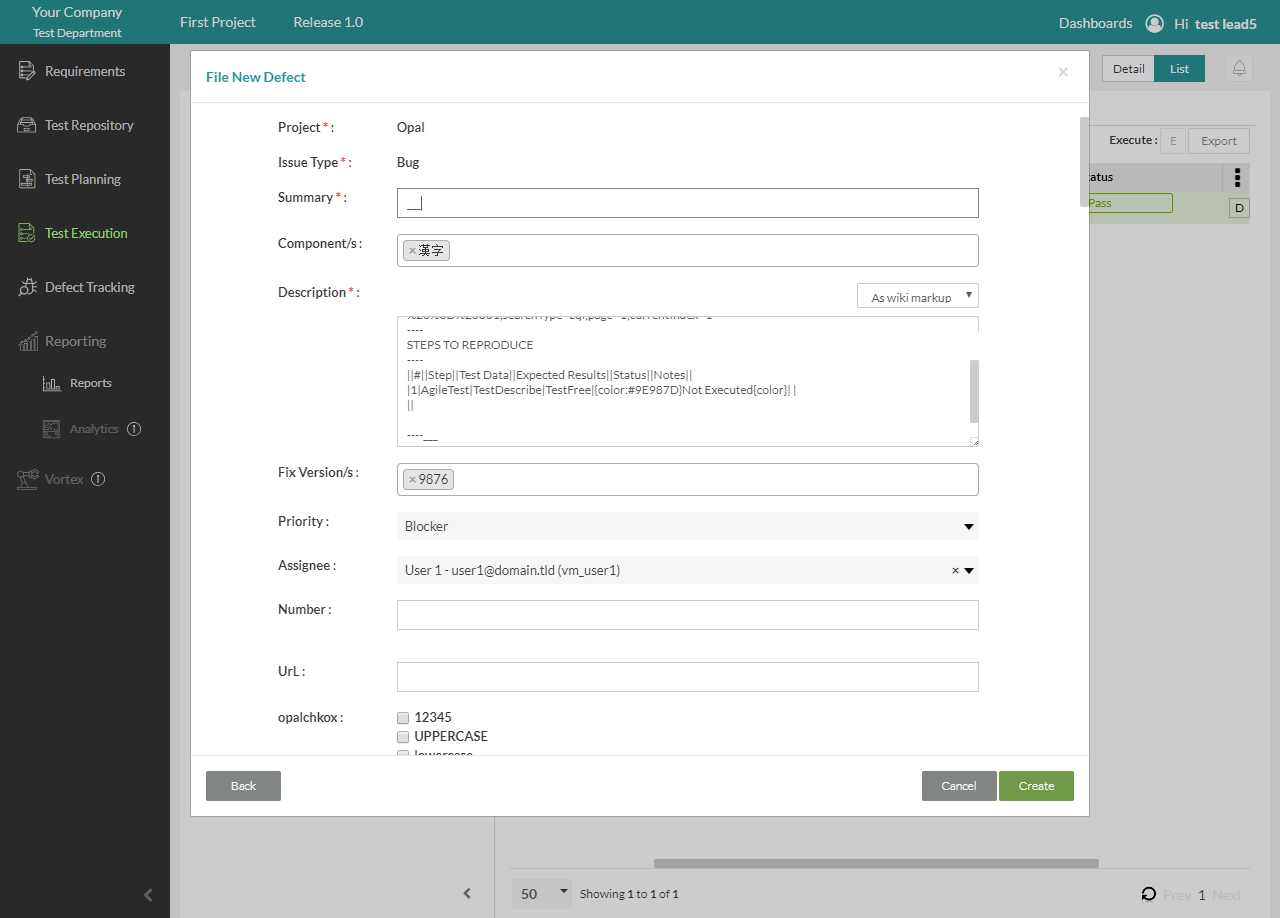 Your Company
Test Department
First Project
Release 1.0
Dashboards
Hi test lead5
Requirements
Test Repository
Test Planning
Test Execution
Defect Tracking
Reporting
Reports
Analytics
Vortex
Detail
List
Execute :
E
Export
atus
Pass
D
File New Defect
×
Project * :
Opal
Issue Type * :
Bug
Summary * :
___
Component/s :
× 漢字
Description * :
As wiki markup
----
STEPS TO REPRODUCE
----
||#||Step||Test Data||Expected Results||Status||Notes||
|1|AgileTest|TestDescribe|TestFree|{color:#9E987D}Not Executed{color}| |
||
----___
Fix Version/s :
× 9876
Priority :
Blocker
Assignee :
User 1 - user1@domain.tld (vm_user1)
×
Number :
UrL :
opalchkox :
12345
UPPERCASE
lowercase
Back
Cancel
Create
50
Showing 1 to 1 of 1
Prev 1 Next